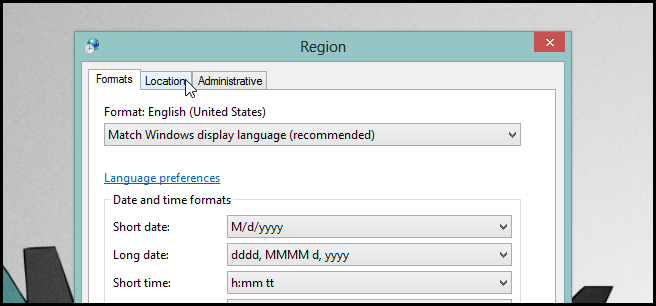 Region
Formats Location Administrative
Format: English (United States)
Match Windows display language (recommended)
Language preferences
Date and time formats
Short date: M/d/yyyy
Long date: dddd, MMMM d, yyyy
Short time: h:mm tt